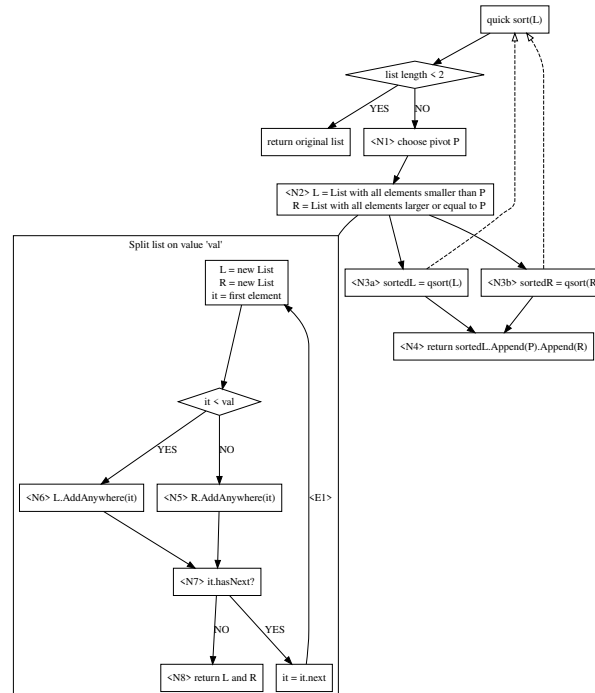 quick sort(L)
list length < 2
YES
NO
return original list
<N1> choose pivot P
<N2> L = List with all elements smaller than P
R = List with all elements larger or equal to P
Split list on value 'val'
L = new List
R = new List
it = first element
<N3a> sortedL = qsort(L)
<N3b> sortedR = qsort(R
<N4> return sortedL.Append(P).Append(R)
it < val
YES
NO
<N6> L.AddAnywhere(it)
<N5> R.AddAnywhere(it)
<E1>
<N7> it.hasNext?
NO
YES
<N8> return L and R
it = it.next